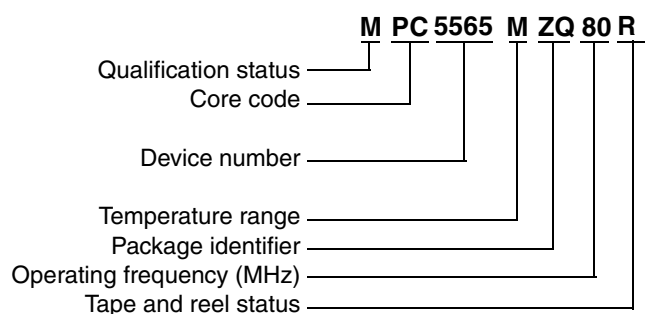 M PC 5565 M ZQ 80 R
Qualification status
Core code
Device number
Temperature range
Package identifier
Operating frequency (MHz)
Tape and reel status